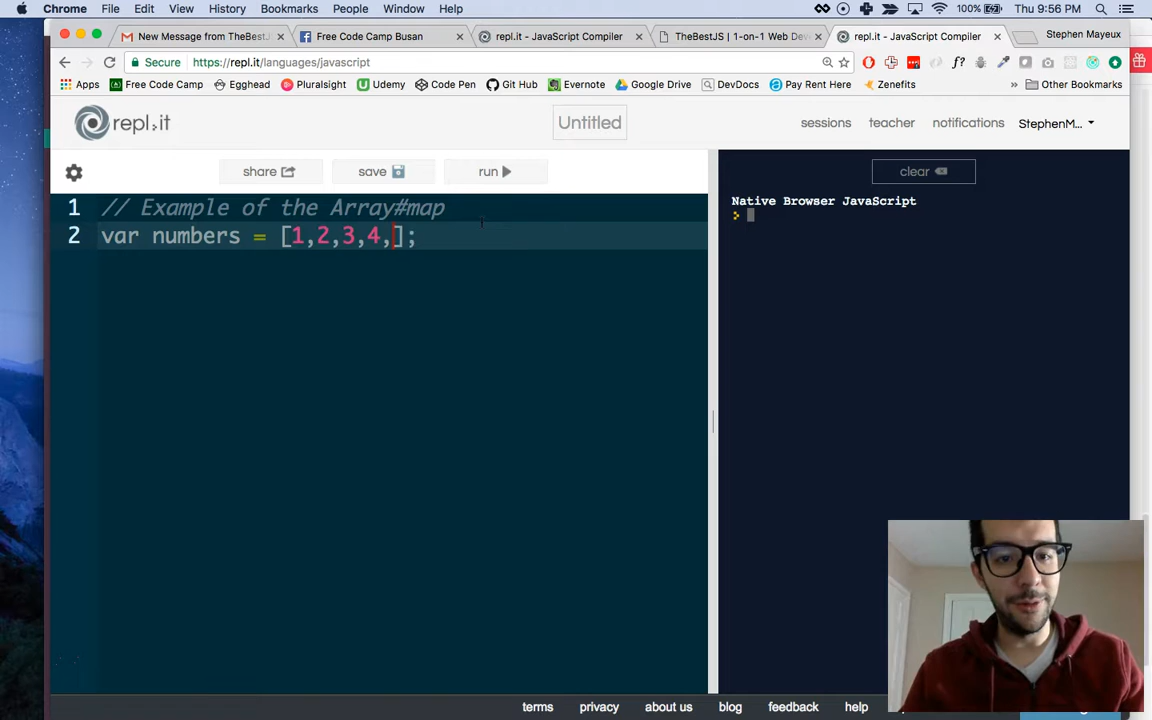 Chrome File Edit View History Bookmarks People Window Help 100% Thu 9:56 PM
New Message from TheBestJ × Free Code Camp Busan × repl.it - JavaScript Compiler × TheBestJS | 1-on-1 Web Dev × repl.it - JavaScript Compiler × Stephen Mayeux
Secure https://repl.it/languages/javascript
Apps Free Code Camp Egghead Pluralsight Udemy Code Pen Git Hub Evernote Google Drive DevDocs Pay Rent Here Zenefits » Other Bookmarks
repl.it Untitled sessions teacher notifications StephenM...
share save run clear
1 // Example of the Array#map
2 var numbers = [1,2,3,4,];
Native Browser JavaScript
>
terms privacy about us blog feedback help